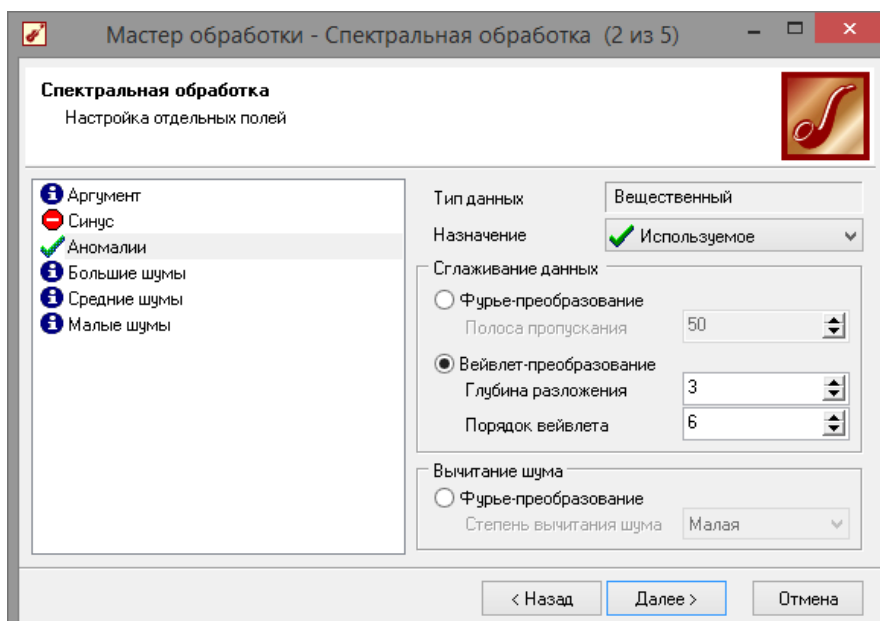 Мастер обработки - Спектральная обработка (2 из 5)
Спектральная обработка
Настройка отдельных полей
Аргумент
Синус
Аномалии
Большие шумы
Средние шумы
Малые шумы
Тип данных Вещественный
Назначение Используемое
Сглаживание данных
Фурье-преобразование
Полоса пропускания 50
Вейвлет-преобразование
Глубина разложения 3
Порядок вейвлета 6
Вычитание шума
Фурье-преобразование
Степень вычитания шума Малая
< Назад Далее > Отмена